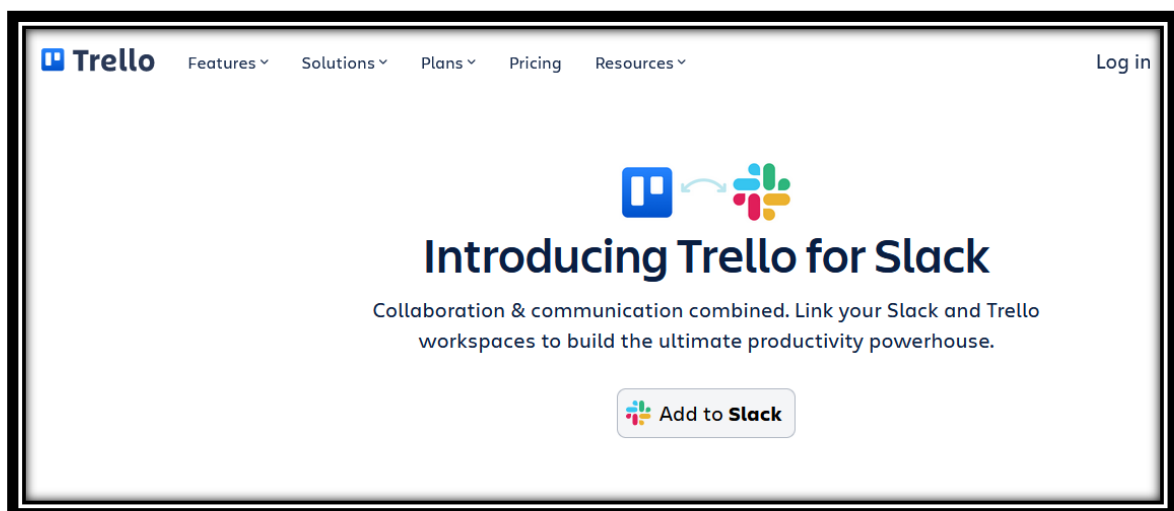 Trello Features Solutions Plans Pricing Resources Log in
Introducing Trello for Slack
Collaboration & communication combined. Link your Slack and Trello
workspaces to build the ultimate productivity powerhouse.
Add to Slack